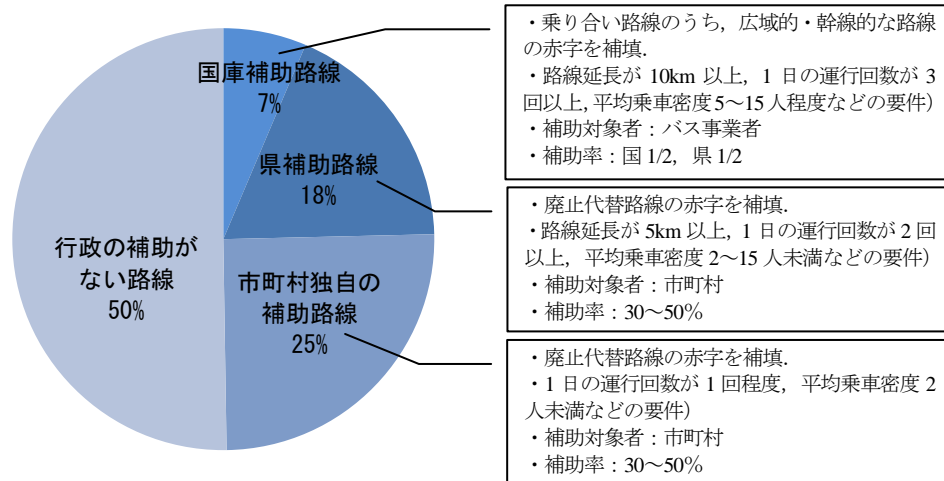 国庫補助路線
7%
県補助路線
18%
市町村独自の
補助路線
25%
行政の補助が
ない路線
50%
・乗り合い路線のうち，広域的・幹線的な路線
の赤字を補填．
・路線延長が 10km 以上，1 日の運行回数が 3
回以上，平均乗車密度 5～15 人程度などの要件）
・補助対象者：バス事業者
・補助率：国 1/2，県 1/2
・廃止代替路線の赤字を補填．
・路線延長が 5km 以上，1 日の運行回数が 2 回
以上，平均乗車密度 2～15 人未満などの要件）
・補助対象者：市町村
・補助率：30～50%
・廃止代替路線の赤字を補填．
・1 日の運行回数が 1 回程度，平均乗車密度 2
人未満などの要件）
・補助対象者：市町村
・補助率：30～50%